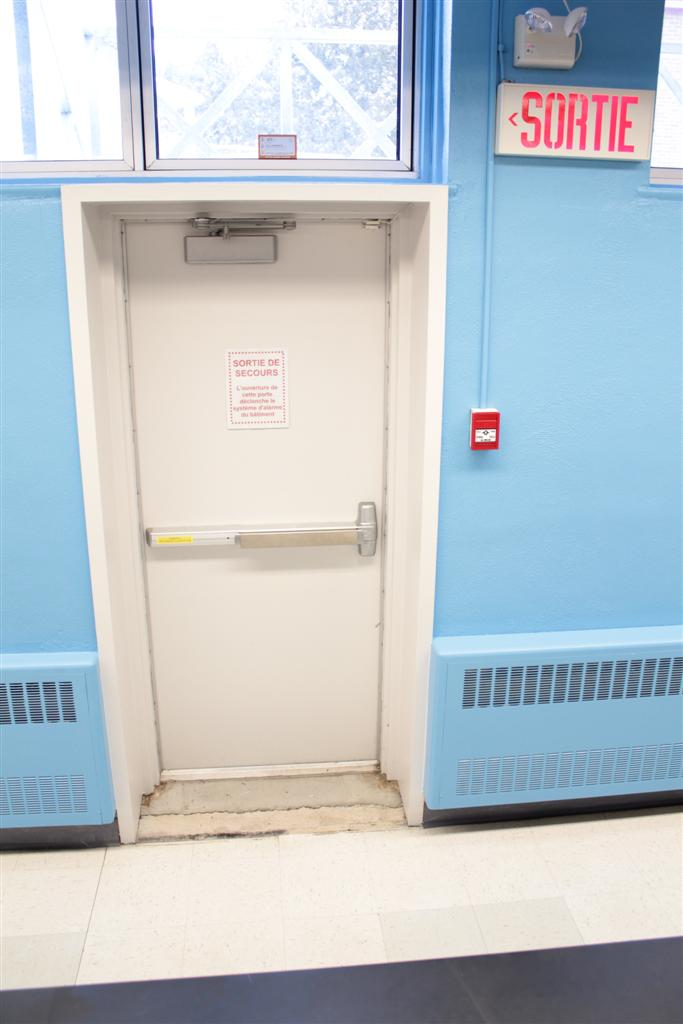 <SORTIE
SORTIE DE
SECOURS
L'ouverture de
cette porte
déclenche le
système d'alarme
du bâtiment